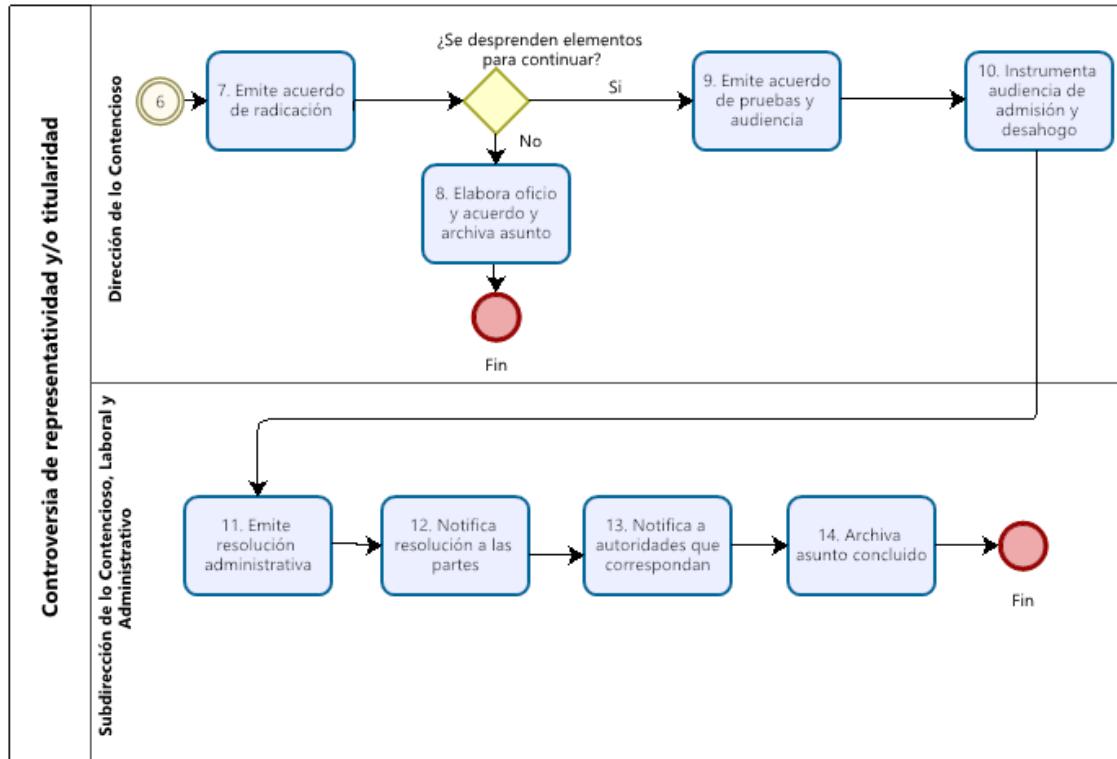 Controversia de representatividad y/o titularidad
Dirección de lo Contencioso
6
7. Emite acuerdo
de radicación
¿Se desprenden elementos
para continuar?
Si
No
8. Elabora oficio
y acuerdo y
archiva asunto
Fin
9. Emite acuerdo
de pruebas y
audiencia
10. Instrumenta
audiencia de
admisión y
desahogo
Subdirección de lo Contencioso, Laboral y
Administrativo
11. Emite
resolución
administrativa
12. Notifica
resolución a las
partes
13. Notifica a
autoridades que
correspondan
14. Archiva
asunto concluido
Fin